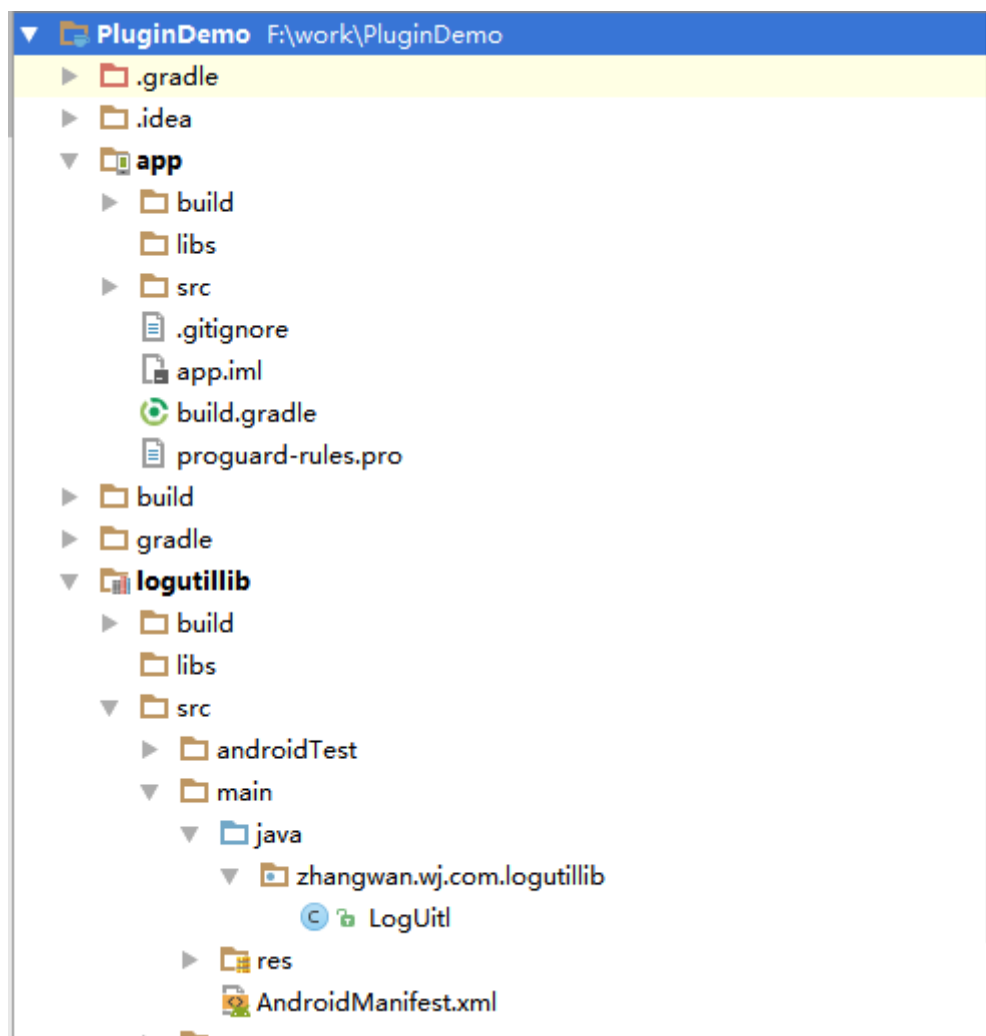 PluginDemo F:\work\PluginDemo
.gradle
.idea
app
build
libs
src
.gitignore
app.iml
build.gradle
proguard-rules.pro
build
gradle
logutillib
build
libs
src
androidTest
main
java
zhangwan.wj.com.logutillib
LogUitl
res
AndroidManifest.xml